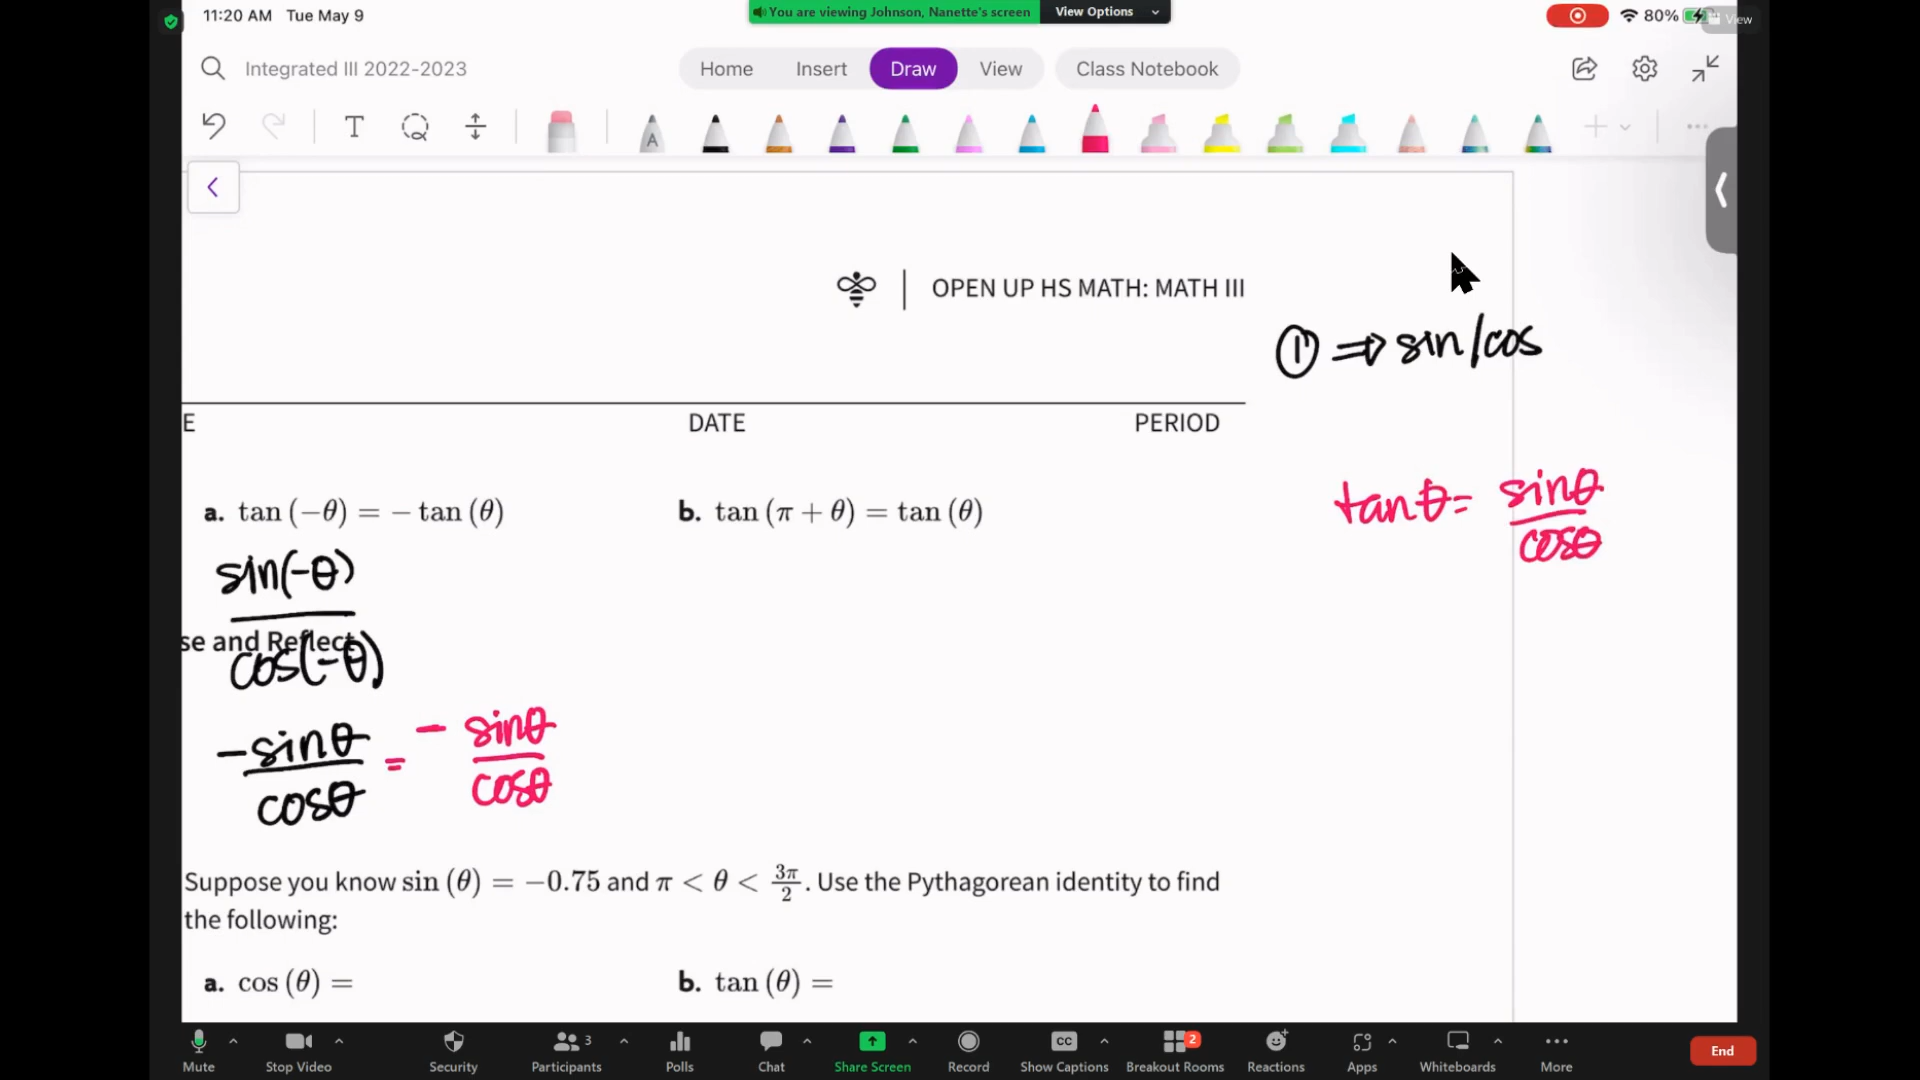 11:20 AM Tue May 9
You are viewing Johnson, Nanette's screen View Options
80%
View
Integrated III 2022-2023
Home Insert Draw View Class Notebook
T
A
OPEN UP HS MATH: MATH III
① ⇒ sin/cos
E DATE PERIOD
a. tan (−θ) = − tan (θ) b. tan (π + θ) = tan (θ)
tanθ = sinθ/cosθ
sin(-θ)
se and Reflect
cos(-θ)
-sinθ/cosθ = - sinθ/cosθ
Suppose you know sin (θ) = −0.75 and π < θ < 3π/2. Use the Pythagorean identity to find
the following:
a. cos (θ) = b. tan (θ) =
3
CC
2
Mute Stop Video Security Participants Polls Chat Share Screen Record Show Captions Breakout Rooms Reactions Apps Whiteboards More End